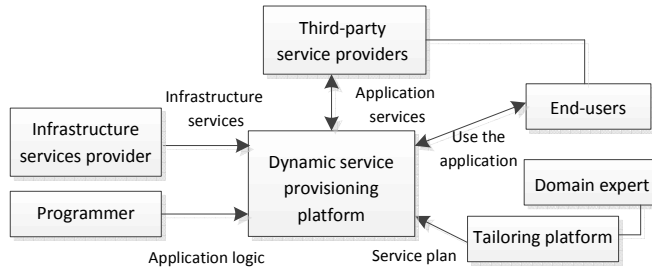 Third-party
service providers
Infrastructure
services
Application
services
End-users
Infrastructure
services provider
Use the
application
Dynamic service
provisioning
platform
Domain expert
Programmer
Tailoring platform
Application logic
Service plan